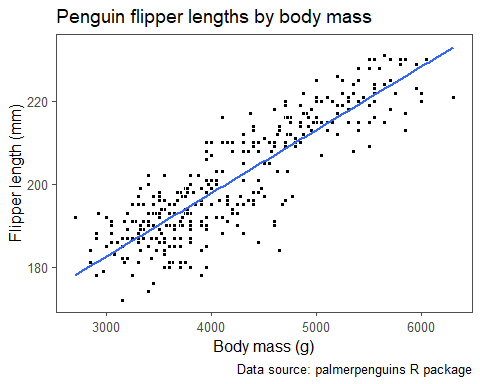 Penguin flipper lengths by body mass
Flipper length (mm)
220
200
180
3000 4000 5000 6000
Body mass (g)
Data source: palmerpenguins R package